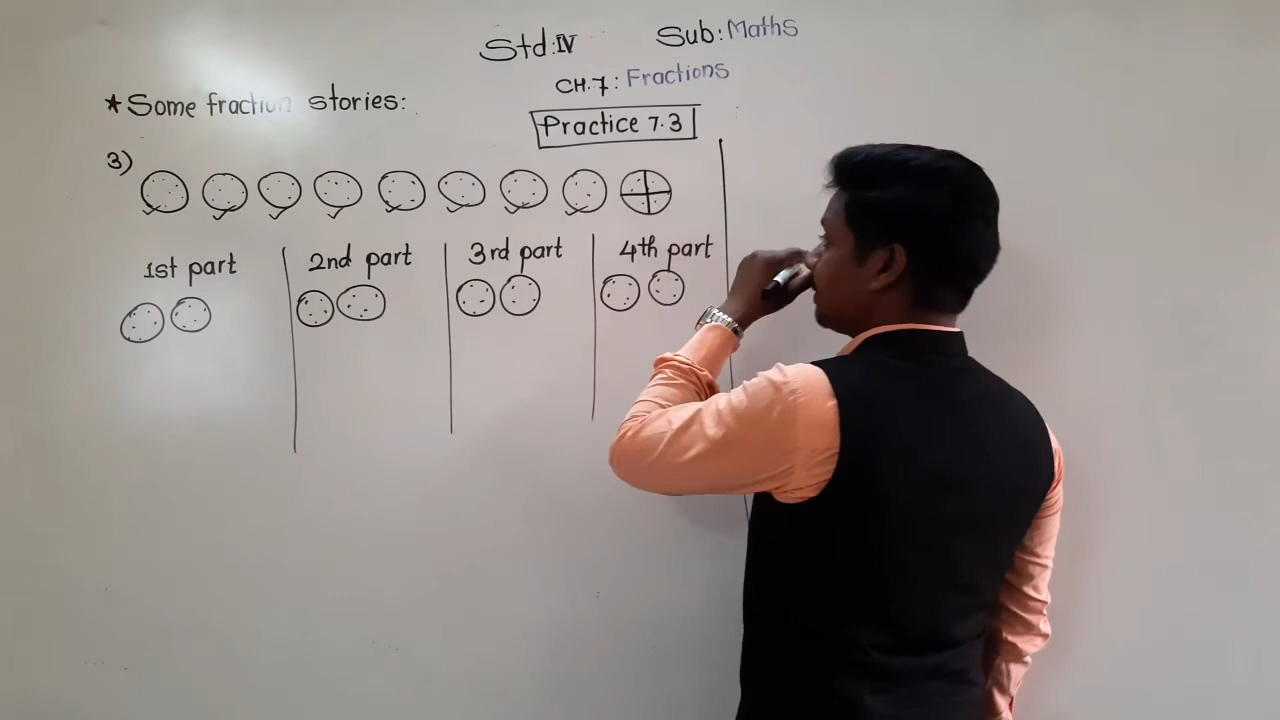 Std:IV Sub:Maths
CH.7: Fractions
*Some fraction stories:
Practice 7.3
3)
1st part 2nd part 3rd part 4th part